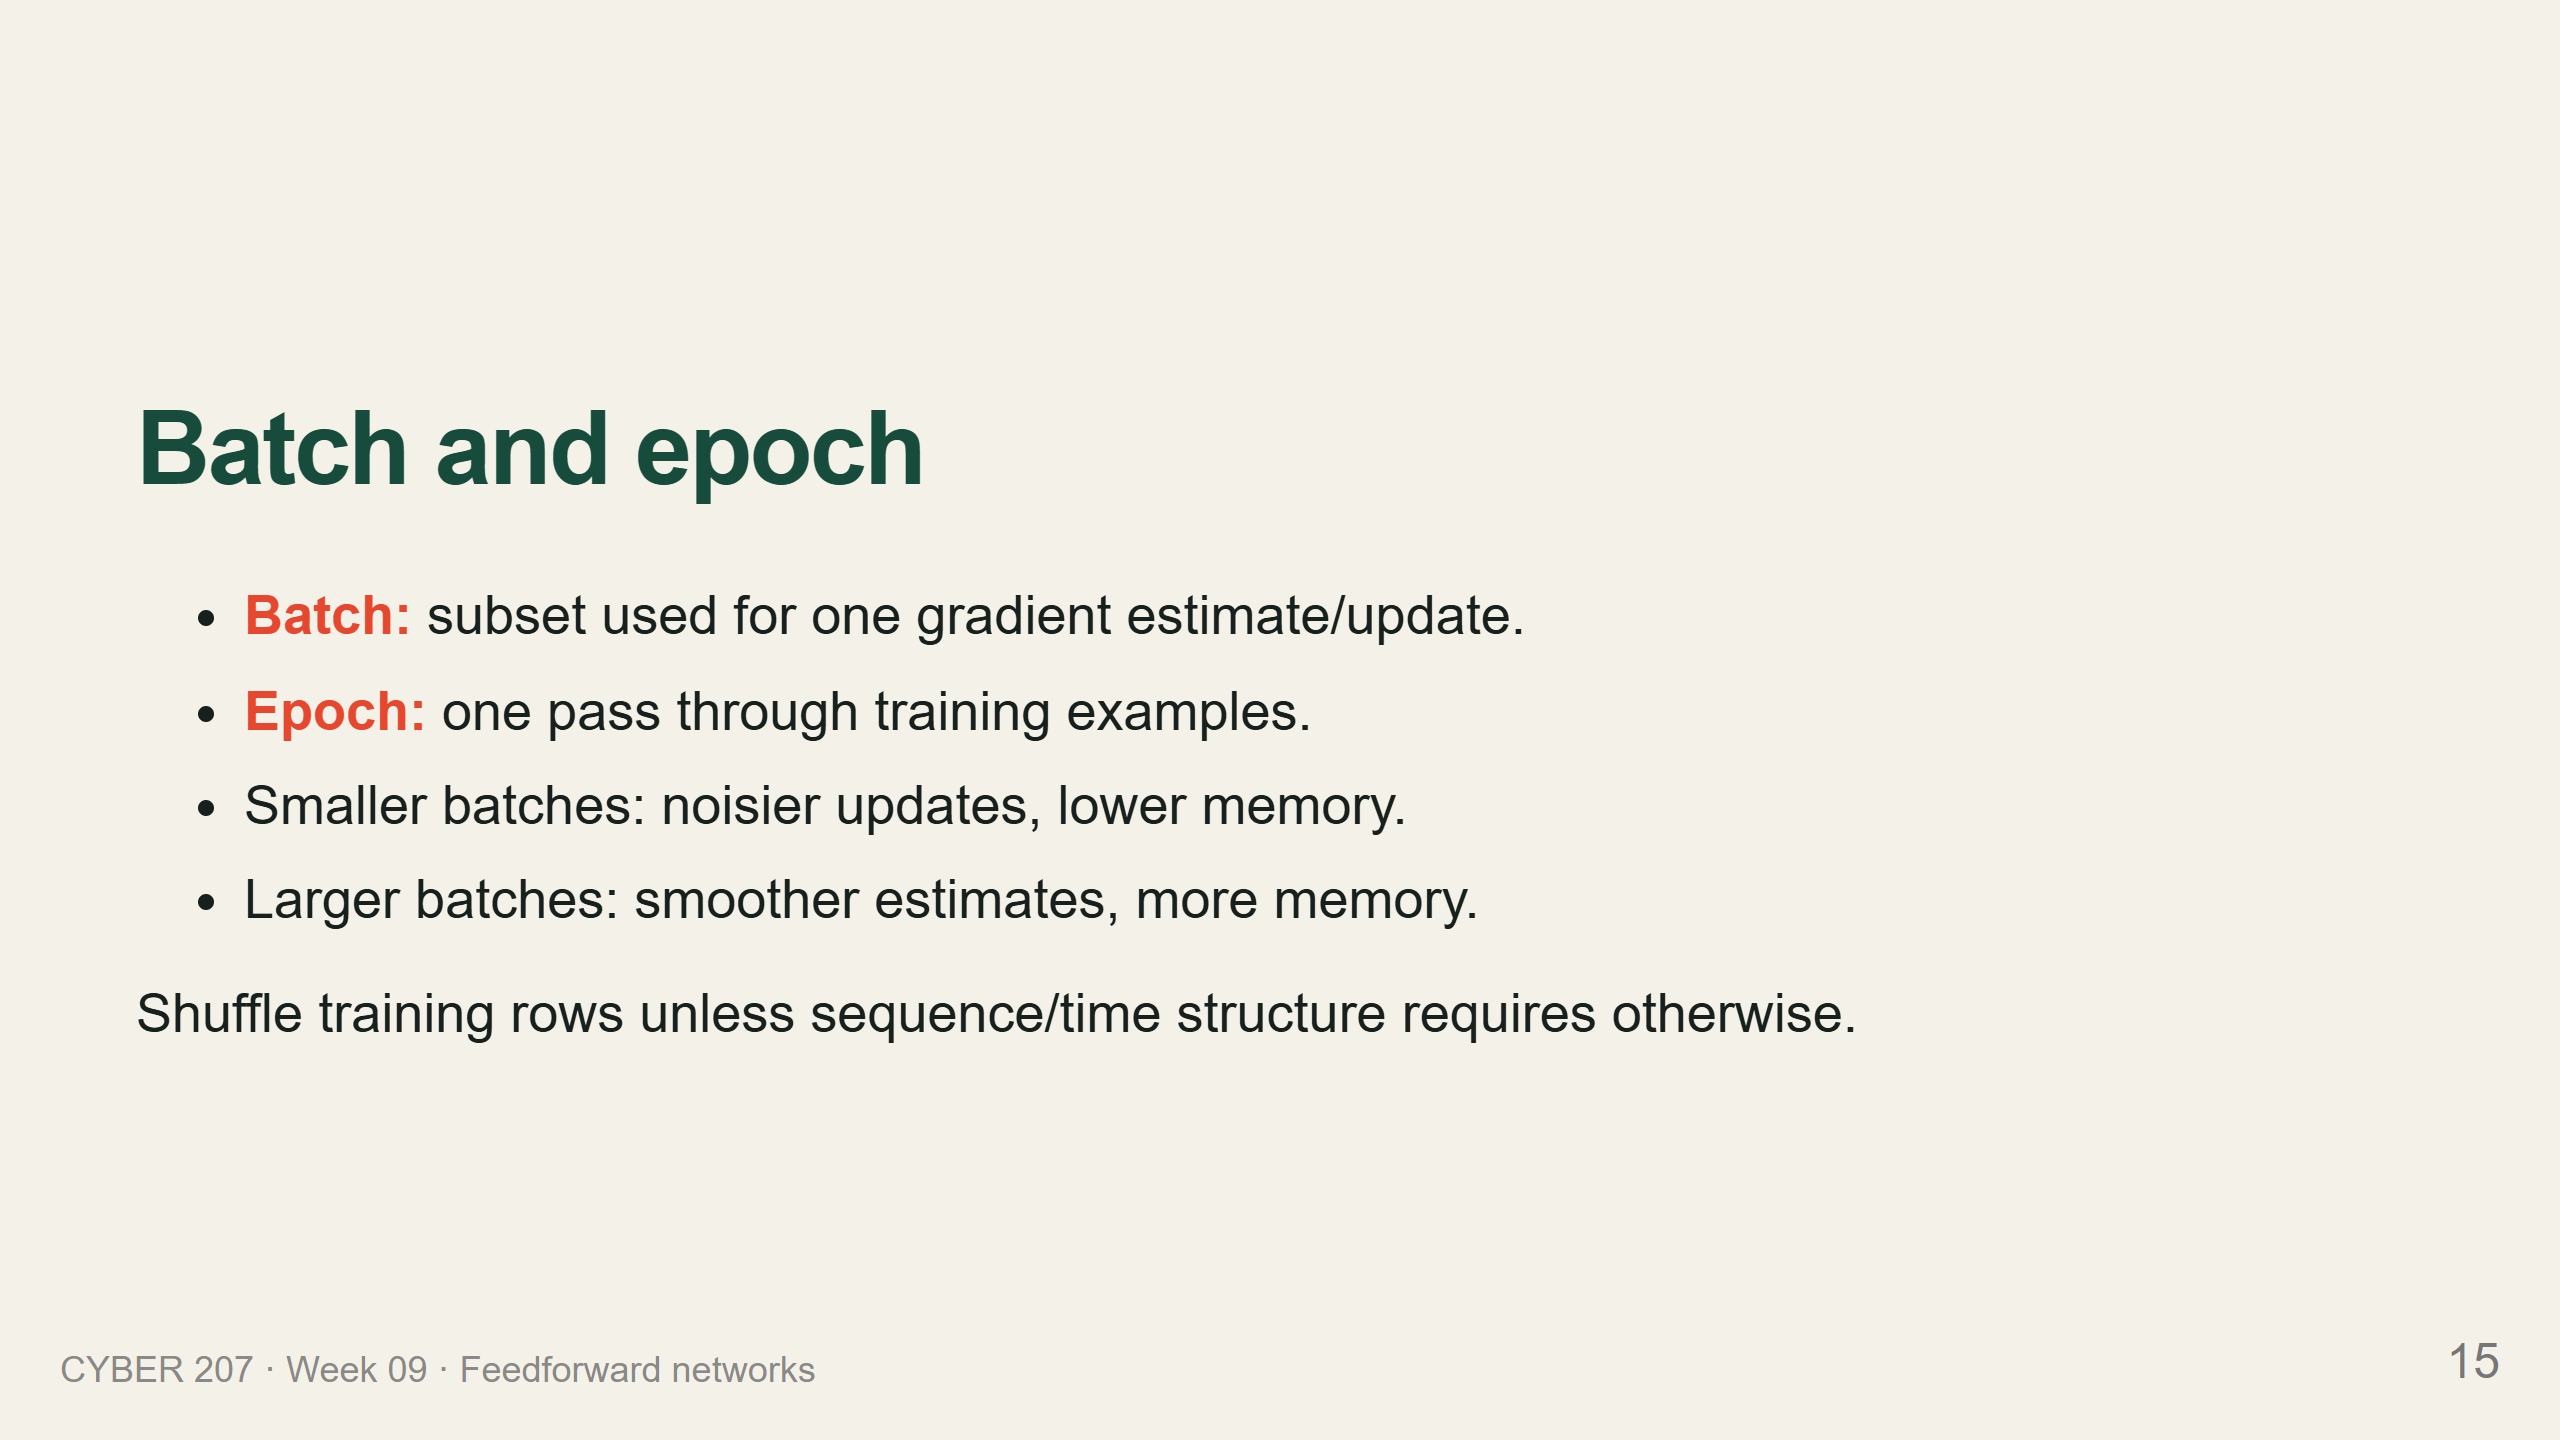 Batch and epoch
• Batch: subset used for one gradient estimate/update.
• Epoch: one pass through training examples.
• Smaller batches: noisier updates, lower memory.
• Larger batches: smoother estimates, more memory.
Shuffle training rows unless sequence/time structure requires otherwise.
CYBER 207 · Week 09 · Feedforward networks
15